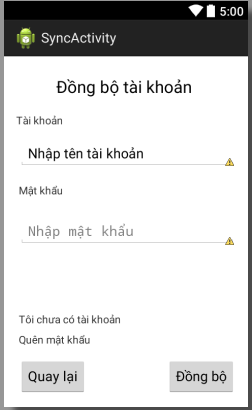 5:00
SyncActivity
Đồng bộ tài khoản
Tài khoản
Nhập tên tài khoản
Mật khẩu
Nhập mật khẩu
Tôi chưa có tài khoản
Quên mật khẩu
Quay lại Đồng bộ